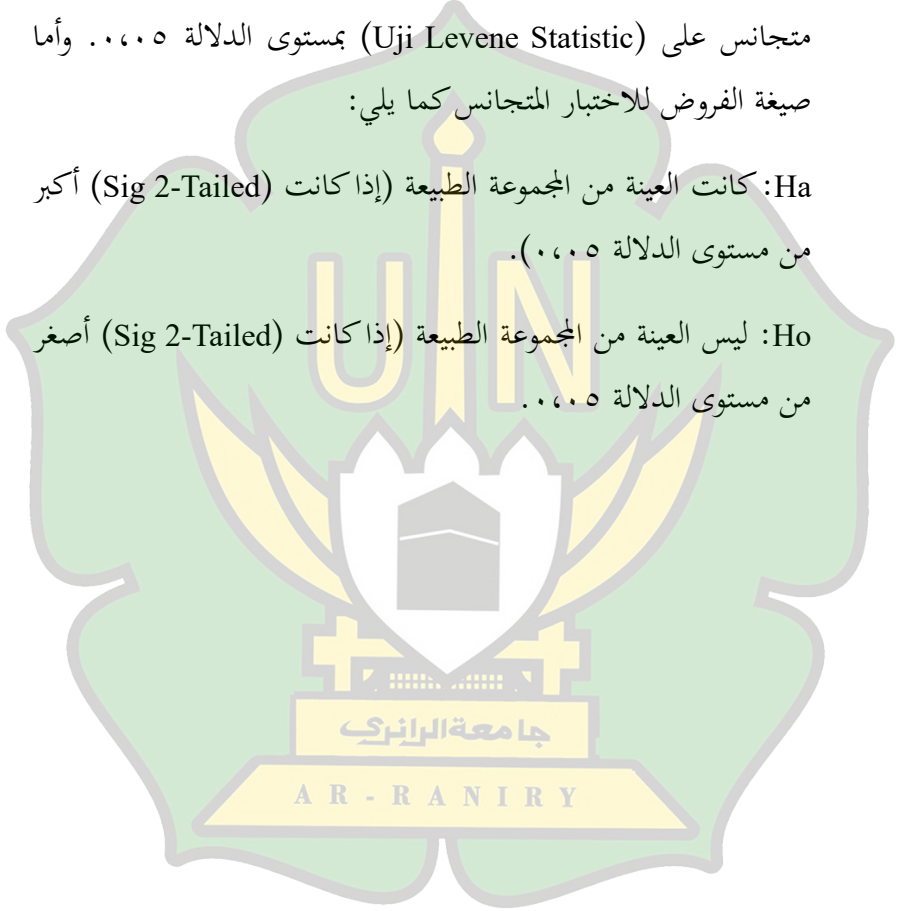 متجانس على (Uji Levene Statistic) بمستوى الدلالة ٠،٠٥. وأما
صيغة الفروض للاختبار المتجانس كما يلي:
Ha: كانت العينة من المجموعة الطبيعة (إذا كانت (Sig 2-Tailed) أكبر
من مستوى الدلالة ٠،٠٥).
Ho: ليس العينة من المجموعة الطبيعة (إذا كانت (Sig 2-Tailed) أصغر
من مستوى الدلالة ٠،٠٥.
UIN
جامعة الرانري
AR-RANIRY